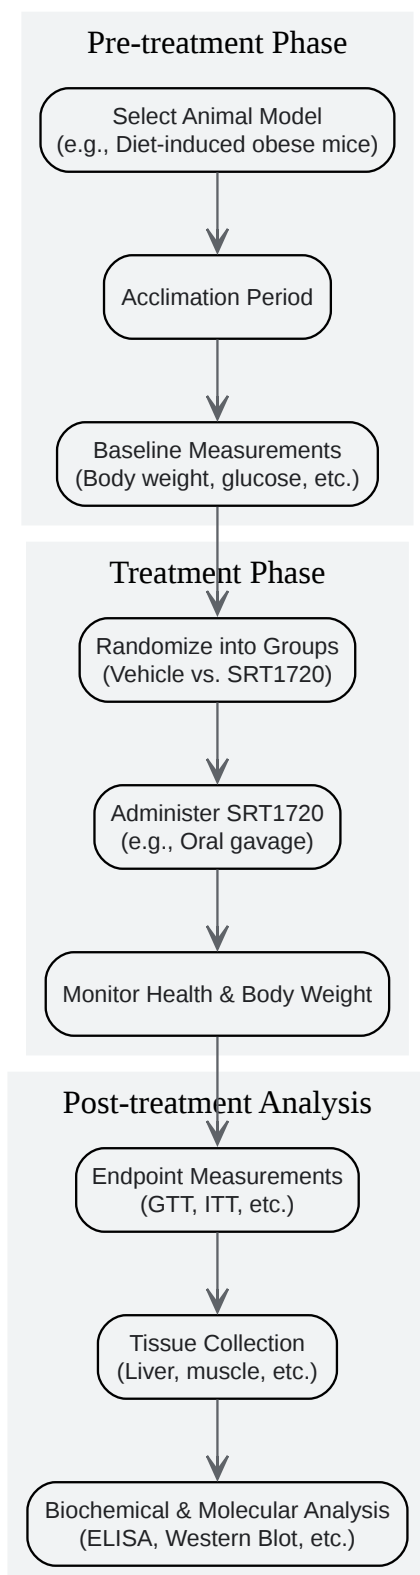 Pre-treatment Phase
Select Animal Model
(e.g., Diet-induced obese mice)
Acclimation Period
Baseline Measurements
(Body weight, glucose, etc.)
Treatment Phase
Randomize into Groups
(Vehicle vs. SRT1720)
Administer SRT1720
(e.g., Oral gavage)
Monitor Health & Body Weight
Post-treatment Analysis
Endpoint Measurements
(GTT, ITT, etc.)
Tissue Collection
(Liver, muscle, etc.)
Biochemical & Molecular Analysis
(ELISA, Western Blot, etc.)